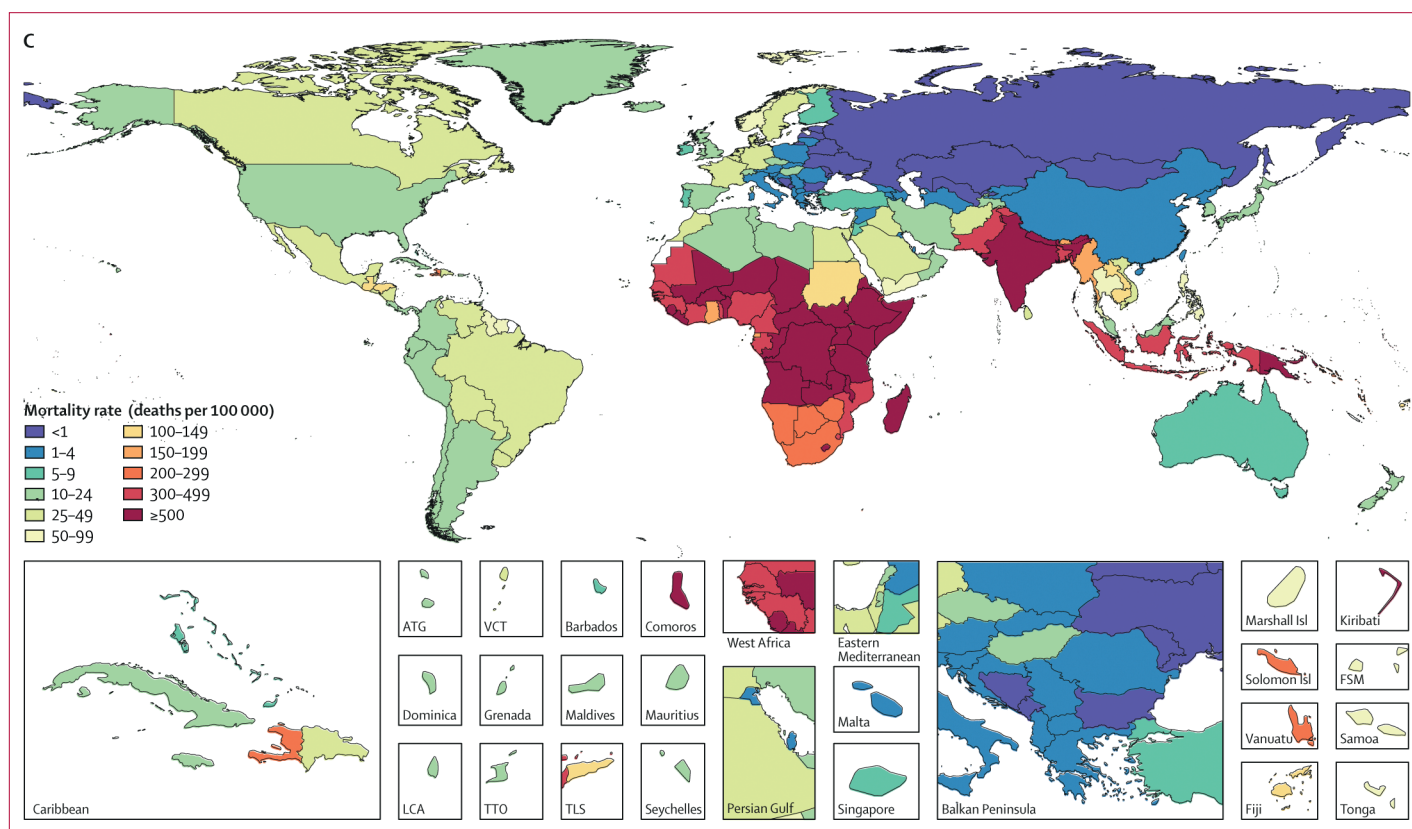 C
Mortality rate (deaths per 100 000)
<1
1–4
5–9
10–24
25–49
50–99
100–149
150–199
200–299
300–499
≥500
Caribbean
ATG
VCT
Barbados
Comoros
Dominica
Grenada
Maldives
Mauritius
LCA
TTO
TLS
Seychelles
West Africa
Eastern
Mediterranean
Persian Gulf
Malta
Singapore
Balkan Peninsula
Marshall Isl
Kiribati
Solomon Isl
FSM
Vanuatu
Samoa
Fiji
Tonga